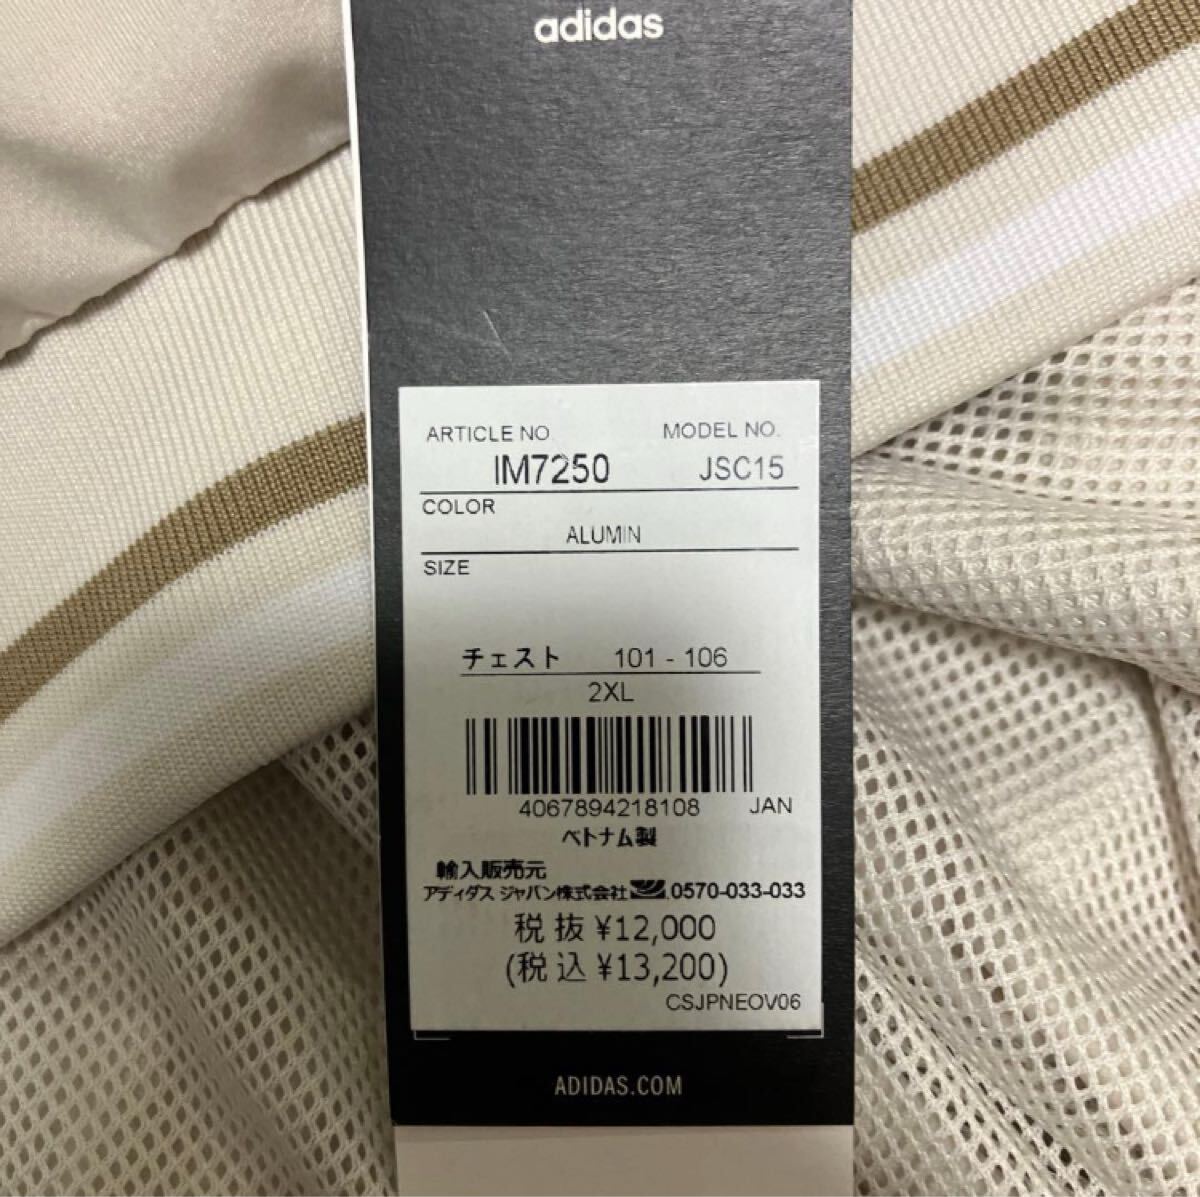 adidas
ARTICLE NO. MODEL NO.
IM7250 JSC15
COLOR
ALUMIN
SIZE
チェスト 101 - 106
2XL
4067894218108 JAN
ベトナム製
輸入販売元
アディダス ジャパン株式会社 0570-033-033
税抜 ¥12,000
(税込 ¥13,200)
CSJPNEOV06
ADIDAS.COM